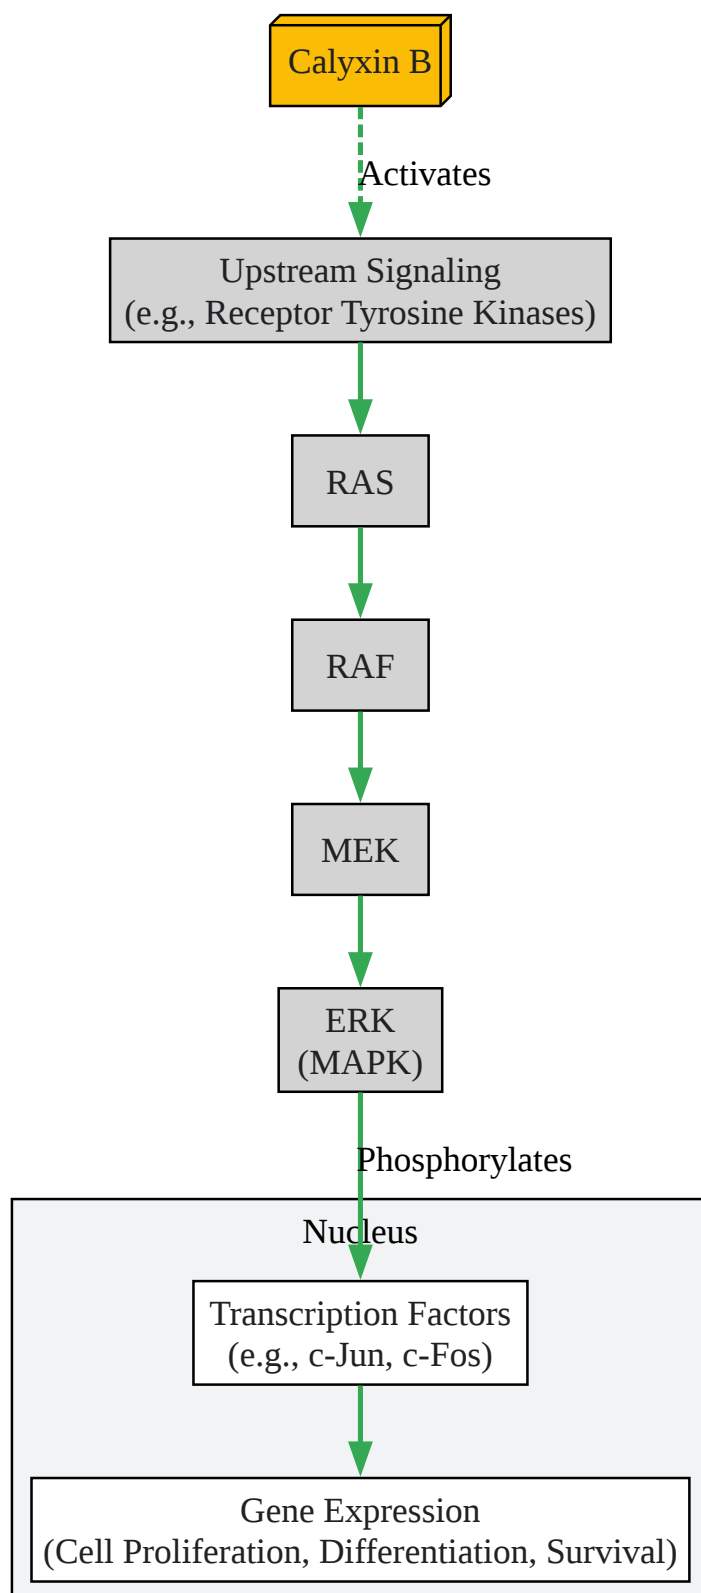 Calyxin B
Activates
Upstream Signaling
(e.g., Receptor Tyrosine Kinases)
RAS
RAF
MEK
ERK
(MAPK)
Phosphorylates
Nucleus
Transcription Factors
(e.g., c-Jun, c-Fos)
Gene Expression
(Cell Proliferation, Differentiation, Survival)